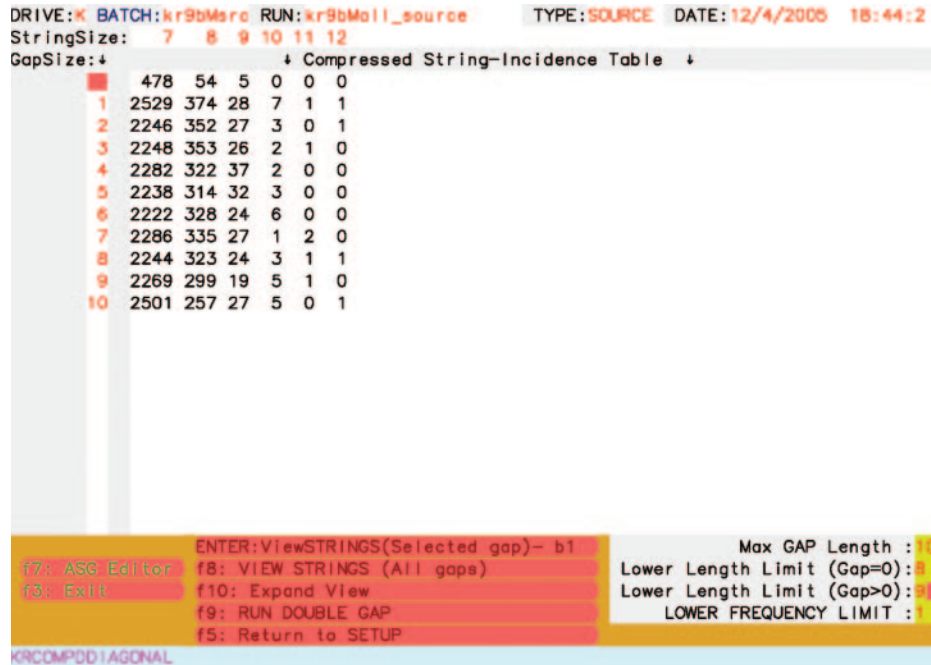 DRIVE:K BATCH:kr9bMsrc RUN:kr9bMall_source TYPE:SOURCE DATE:12/4/2005 18:44:2
StringSize: 7 8 9 10 11 12
GapSize:↓ ↓ Compressed String-Incidence Table ↓
478 54 5 0 0 0
1 2529 374 28 7 1 1
2 2246 352 27 3 0 1
3 2248 353 26 2 1 0
4 2282 322 37 2 0 0
5 2238 314 32 3 0 0
6 2222 328 24 6 0 0
7 2286 335 27 1 2 0
8 2244 323 24 3 1 1
9 2269 299 19 5 1 0
10 2501 257 27 5 0 1
ENTER:ViewSTRINGS(Selected gap)- b1 Max GAP Length :10
f7: ASG Editor f8: VIEW STRINGS (All gaps) Lower Length Limit (Gap=0):8
f3: Exit f10: Expand View Lower Length Limit (Gap>0):9
f9: RUN DOUBLE GAP LOWER FREQUENCY LIMIT :1
f5: Return to SETUP
KRCOMPDDIAGONAL